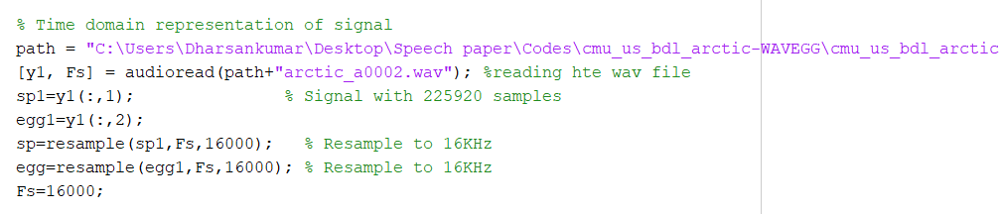 % Time domain representation of signal
path = "C:\Users\Dharsankumar\Desktop\Speech paper\Codes\cmu_us_bdl_arctic-WAVEGG\cmu_us_bdl_arctic
[y1, Fs] = audioread(path+"arctic_a0002.wav"); %reading hte wav file
sp1=y1(:,1); % Signal with 225920 samples
egg1=y1(:,2);
sp=resample(sp1,Fs,16000); % Resample to 16KHz
egg=resample(egg1,Fs,16000); % Resample to 16KHz
Fs=16000;